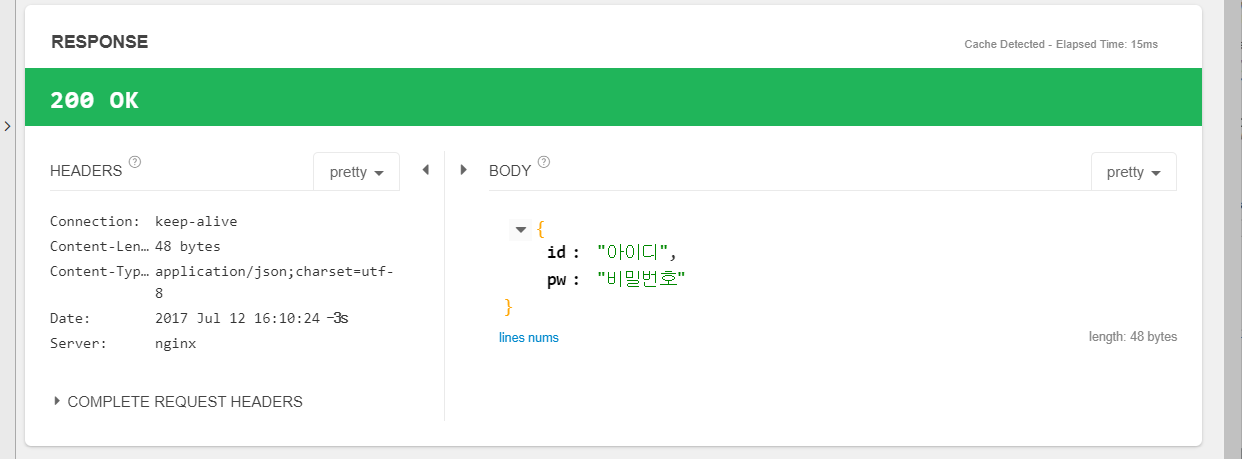 RESPONSE
Cache Detected - Elapsed Time: 15ms
200 OK
HEADERS ?
pretty
Connection: keep-alive
Content-Len… 48 bytes
Content-Typ… application/json;charset=utf-
8
Date: 2017 Jul 12 16:10:24 -3s
Server: nginx
COMPLETE REQUEST HEADERS
BODY ?
pretty
{
id : "아이디",
pw : "비밀번호"
}
lines nums
length: 48 bytes